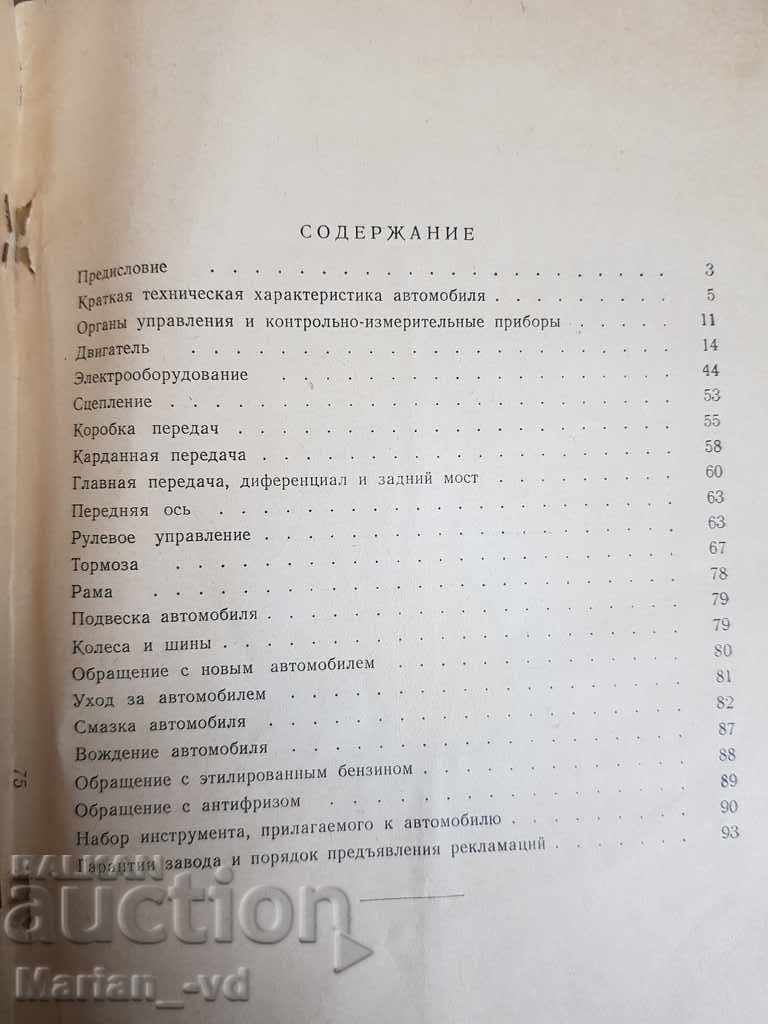 СОДЕРЖАНИЕ
Предисловие . . . . . . . . . . . . . . . . . . 3
Краткая техническая характеристика автомобиля . . . . . . . . 5
Органы управления и контрольно-измерительные приборы . . . . . 11
Двигатель . . . . . . . . . . . . . . . . . . 14
Электрооборудование . . . . . . . . . . . . . . . 44
Сцепление . . . . . . . . . . . . . . . . . . . 53
Коробка передач . . . . . . . . . . . . . . . . . 55
Карданная передача . . . . . . . . . . . . . . . . 58
Главная передача, диференциал и задний мост . . . . . . . . 60
Передняя ось . . . . . . . . . . . . . . . . . 63
Рулевое управление . . . . . . . . . . . . . . . . 63
Тормоза . . . . . . . . . . . . . . . . . . . 67
Рама . . . . . . . . . . . . . . . . . . . . 78
Подвеска автомобиля . . . . . . . . . . . . . . . . 79
Колеса и шины . . . . . . . . . . . . . . . . . . 79
Обращение с новым автомобилем . . . . . . . . . . . 80
Уход за автомобилем . . . . . . . . . . . . . . . 81
Смазка автомобиля . . . . . . . . . . . . . . . . 82
Вождение автомобиля . . . . . . . . . . . . . . . 87
Обращение с этилированным бензином . . . . . . . . . . 88
Обращение с антифризом . . . . . . . . . . . . . . 89
Набор инструмента, прилагаемого к автомобилю . . . . . . . 90
Гарантии завода и порядок предъявления рекламаций . . . . . . 93
75
BALKAN
auction
Marian_-vd